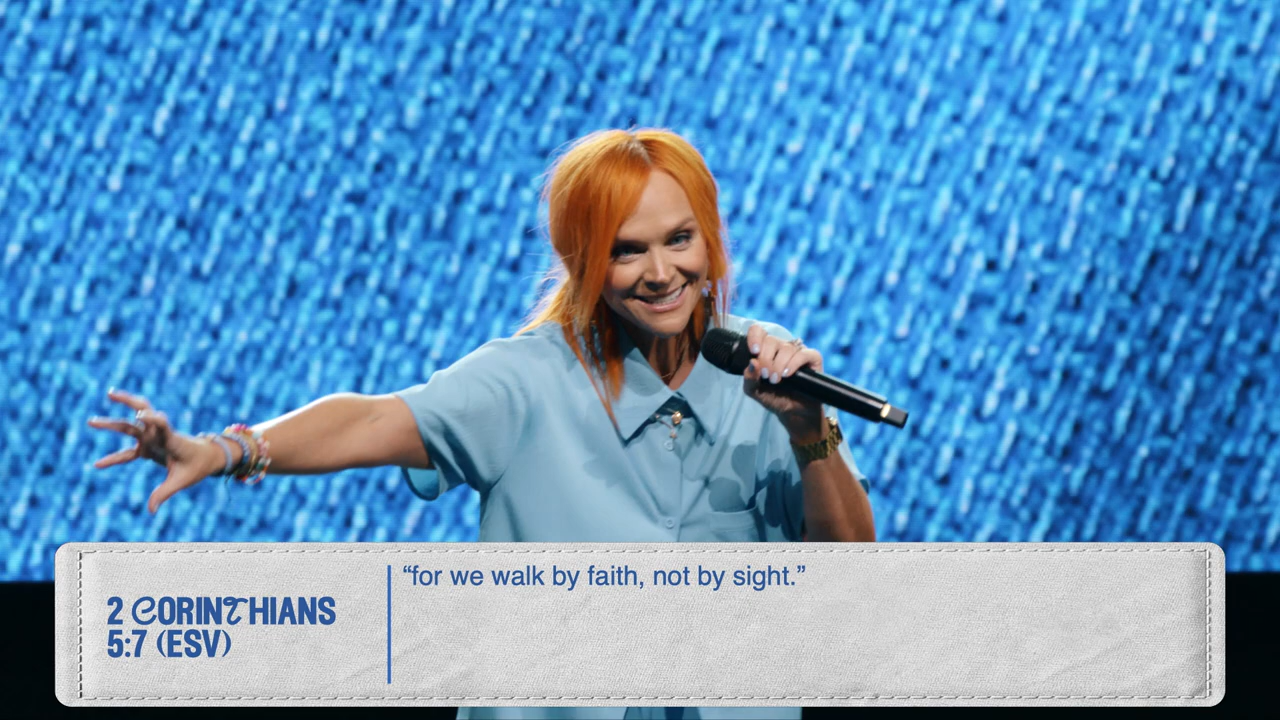 2 CORINTHIANS
5:7 (ESV)
“for we walk by faith, not by sight.”